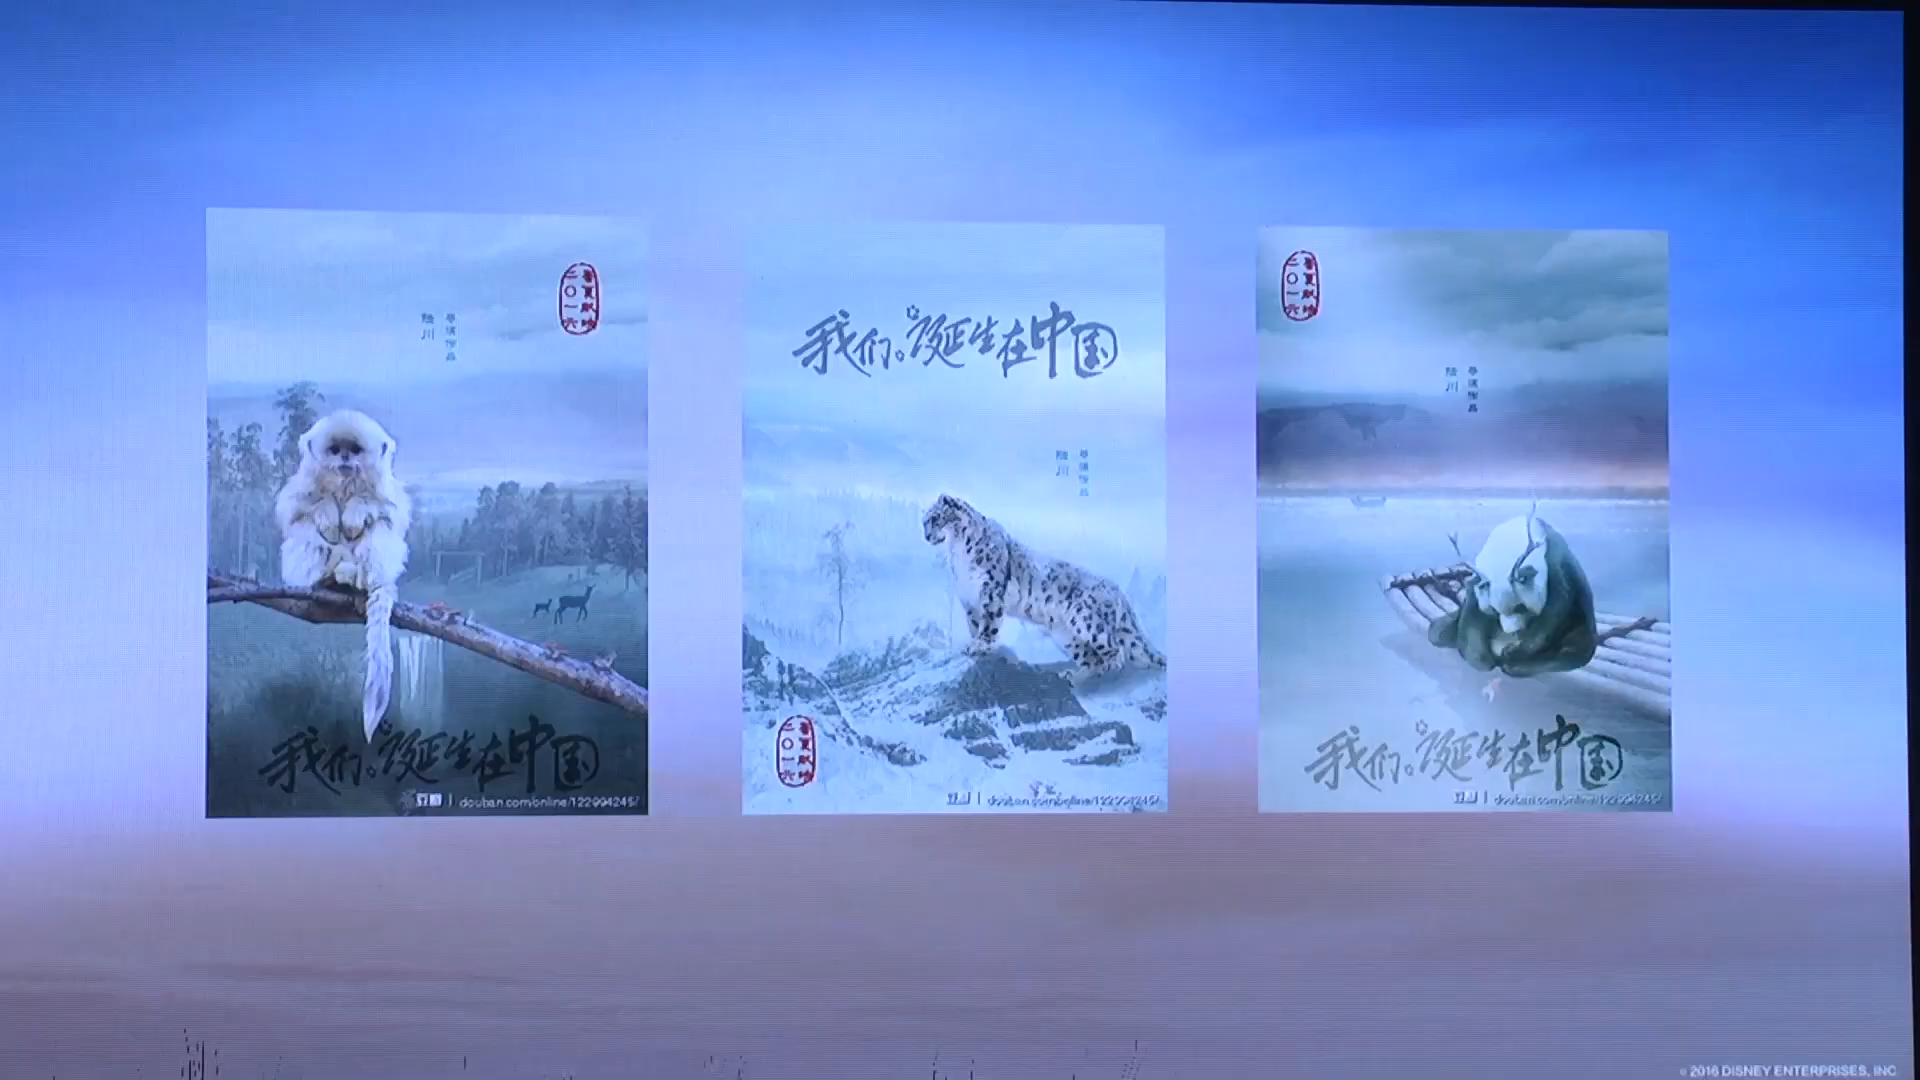 陆川
导演作品
二〇一六
暑夏献映
我们诞生在中国
豆瓣 | douban.com/online/122994246/
我们诞生在中国
陆川
导演作品
二〇一六
暑夏献映
豆瓣 | douban.com/online/122994246/
二〇一六
暑夏献映
陆川
导演作品
我们诞生在中国
豆瓣 | douban.com/online/122994246/
© 2016 DISNEY ENTERPRISES, INC.